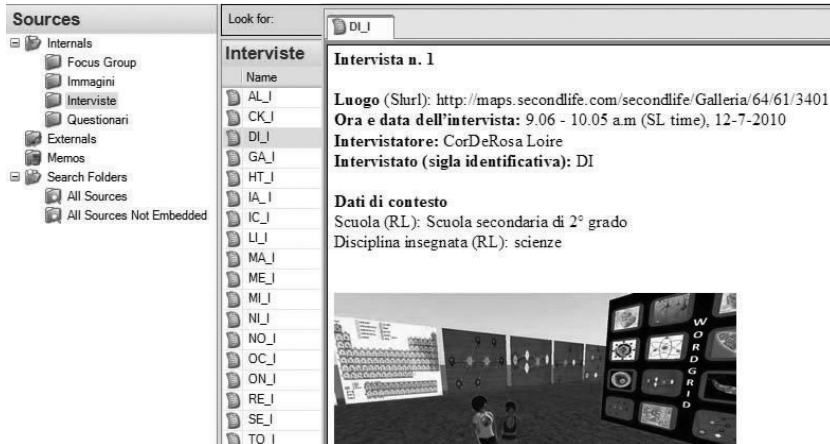 Sources
Internals
Focus Group
Immagini
Interviste
Questionari
Externals
Memos
Search Folders
All Sources
All Sources Not Embedded
Look for:
Interviste
Name
AL_I
CK_I
DI_I
GA_I
HT_I
IA_ I
IC_I
LI_I
MA_I
ME_I
MI_I
NI_I
NO_I
OC_I
ON_I
RE_I
SE_I
TO_I
DI_I
Intervista n. 1
Luogo (Slurl): http://maps.secondlife.com/secondlife/Galleria/64/61/3401
Ora e data dell'intervista: 9.06 - 10.05 a.m (SL time), 12-7-2010
Intervistatore: CorDeRosa Loire
Intervistato (sigla identificativa): DI
Dati di contesto
Scuola (RL): Scuola secondaria di 2° grado
Disciplina insegnata (RL): scienze
WORDGRID